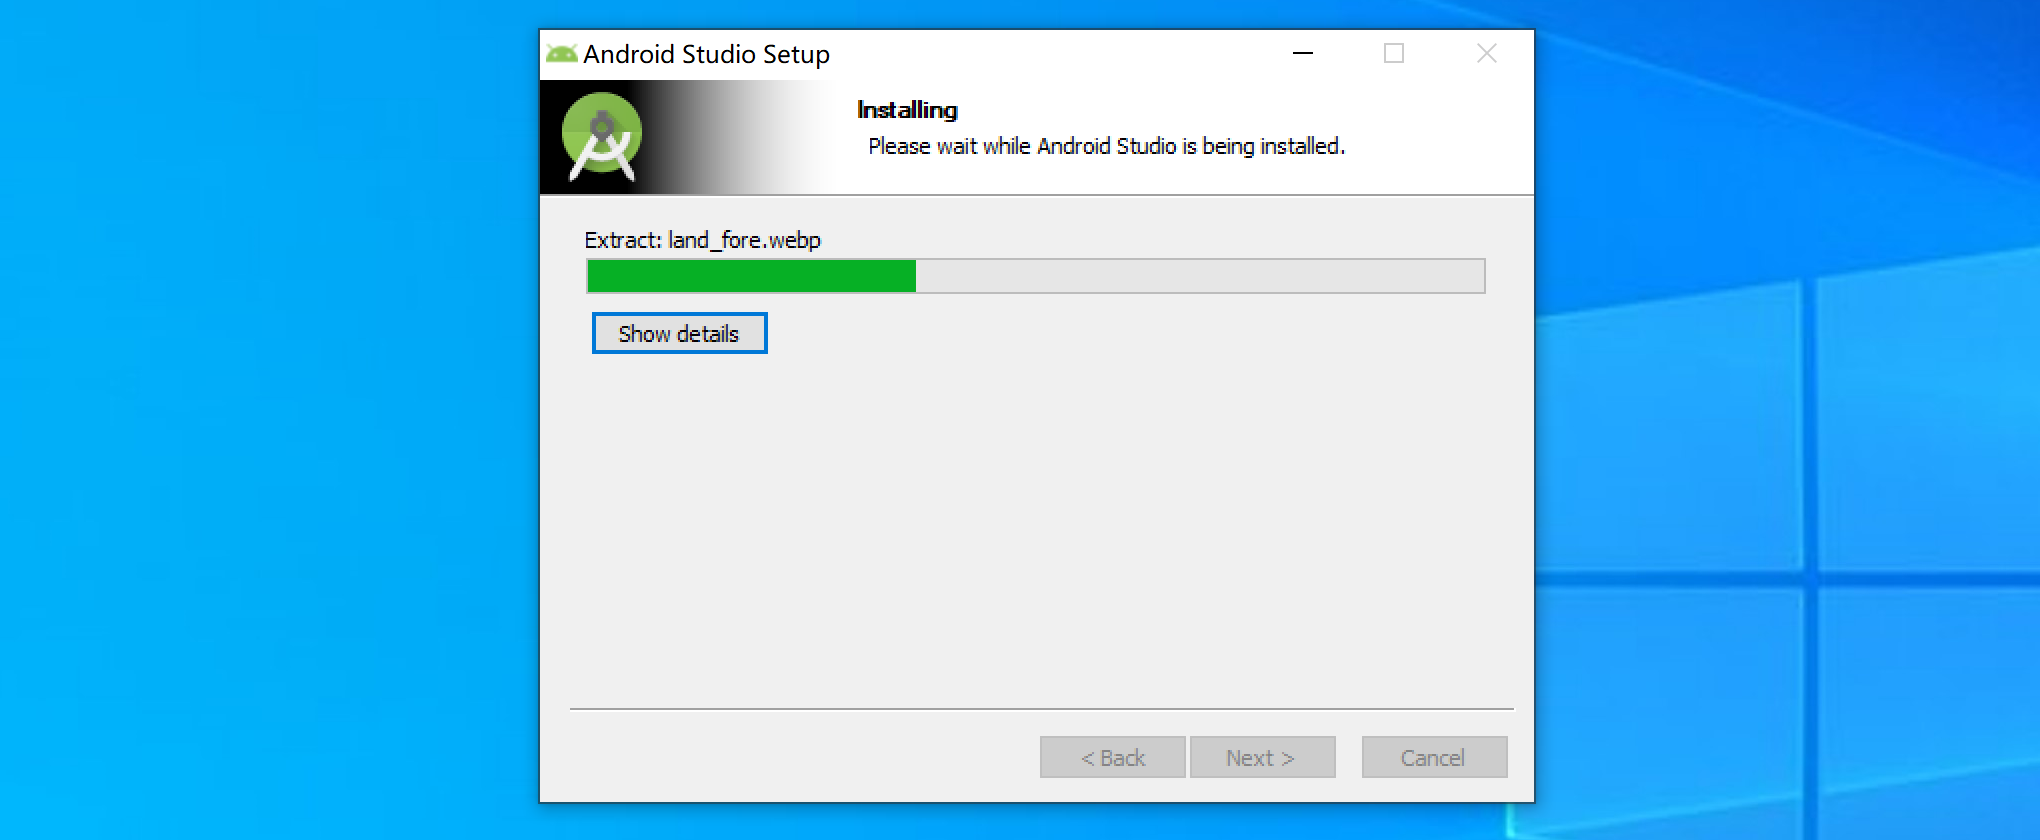 Android Studio Setup
Installing
Please wait while Android Studio is being installed.
Extract: land_fore.webp
Show details
< Back
Next >
Cancel